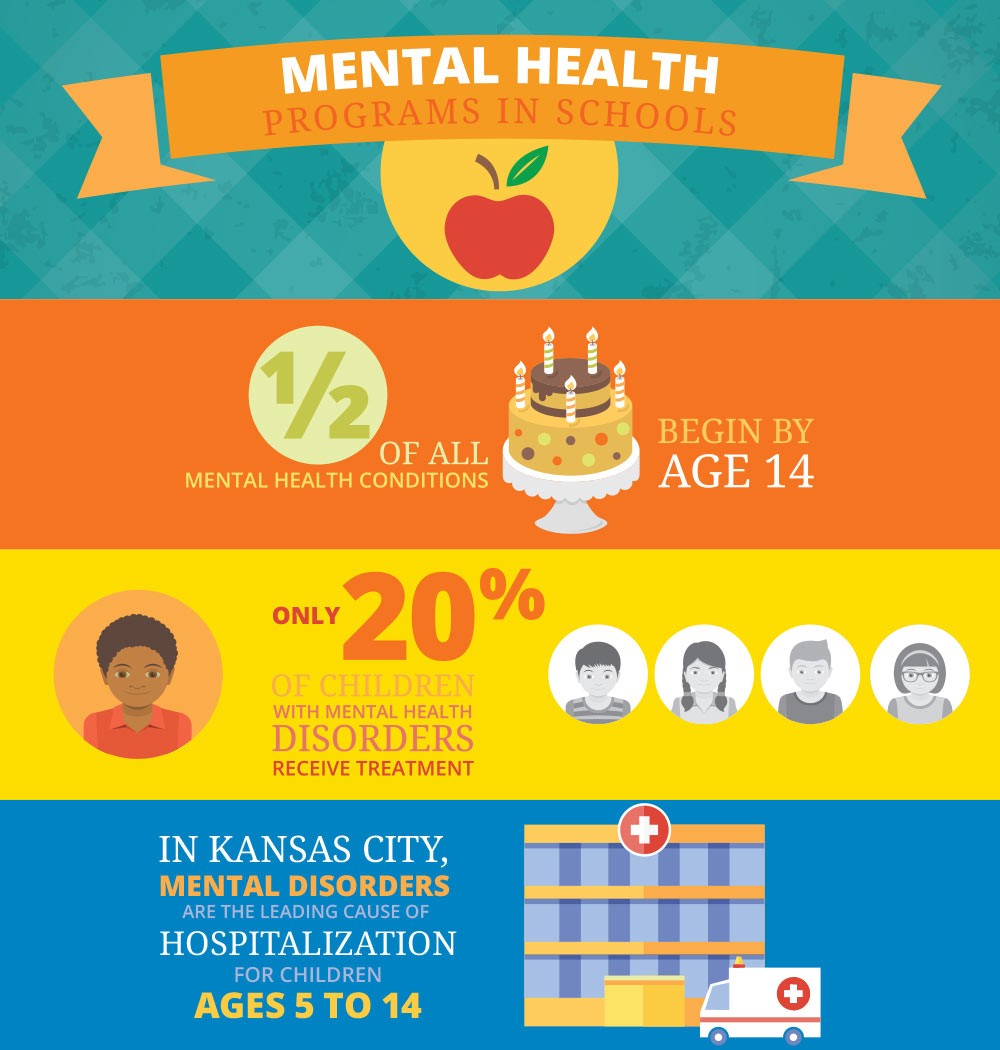 MENTAL HEALTH
PROGRAMS IN SCHOOLS
1/2
OF ALL
MENTAL HEALTH CONDITIONS
BEGIN BY
AGE 14
ONLY 20%
OF CHILDREN
WITH MENTAL HEALTH
DISORDERS
RECEIVE TREATMENT
IN KANSAS CITY,
MENTAL DISORDERS
ARE THE LEADING CAUSE OF
HOSPITALIZATION
FOR CHILDREN
AGES 5 TO 14